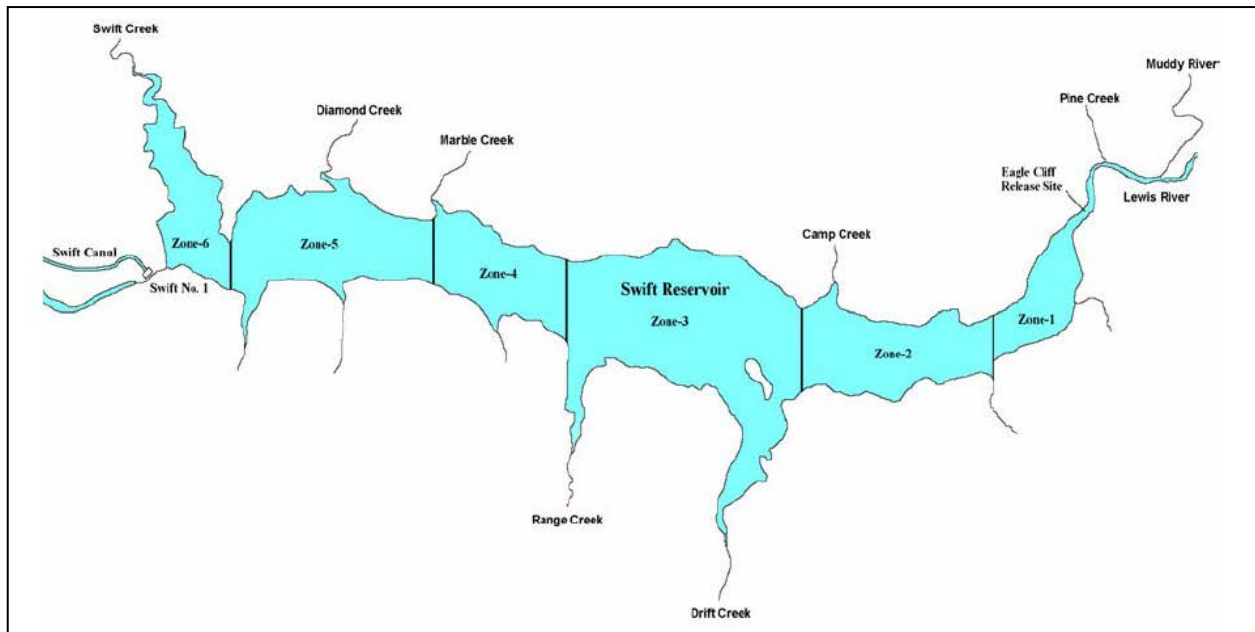 Swift Creek
Muddy River
Diamond Creek
Pine Creek
Marble Creek
Eagle Cliff
Release Site
Lewis River
Camp Creek
Swift Canal
Zone-6
Zone-5
Zone-4
Swift No. 1
Swift Reservoir
Zone-3
Zone-1
Zone-2
Range Creek
Drift Creek